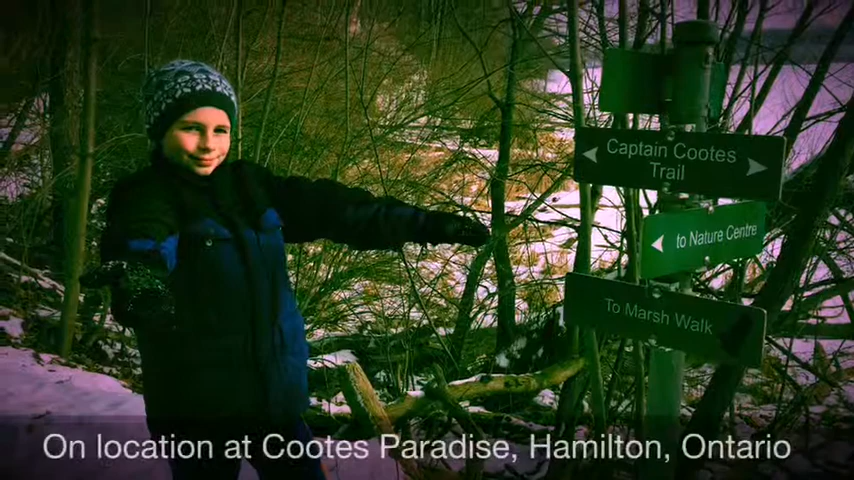 Captain Cootes
Trail
to Nature Centre
To Marsh Walk
On location at Cootes Paradise, Hamilton, Ontario